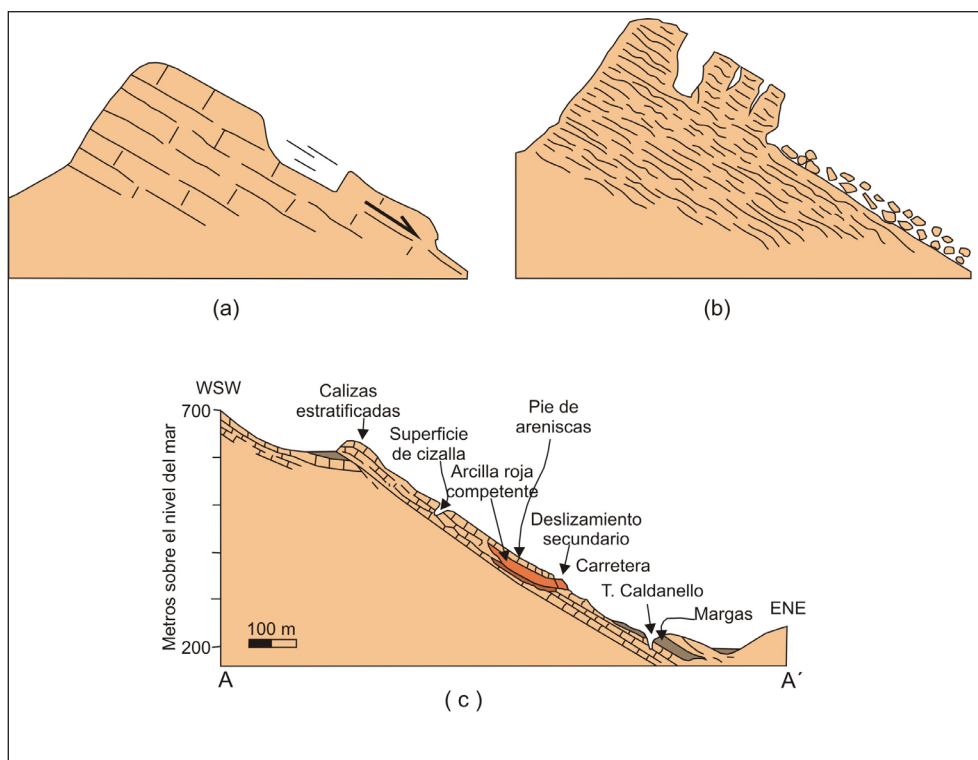 (a)
(b)
WSW
700
Calizas
estratificadas
Superficie
de cizalla
Arcilla roja
competente
Pie de
areniscas
Deslizamiento
secundario
Carretera
T. Caldanello
Margas
ENE
Metros sobre el nivel del mar
100 m
200
A
A´
( c )